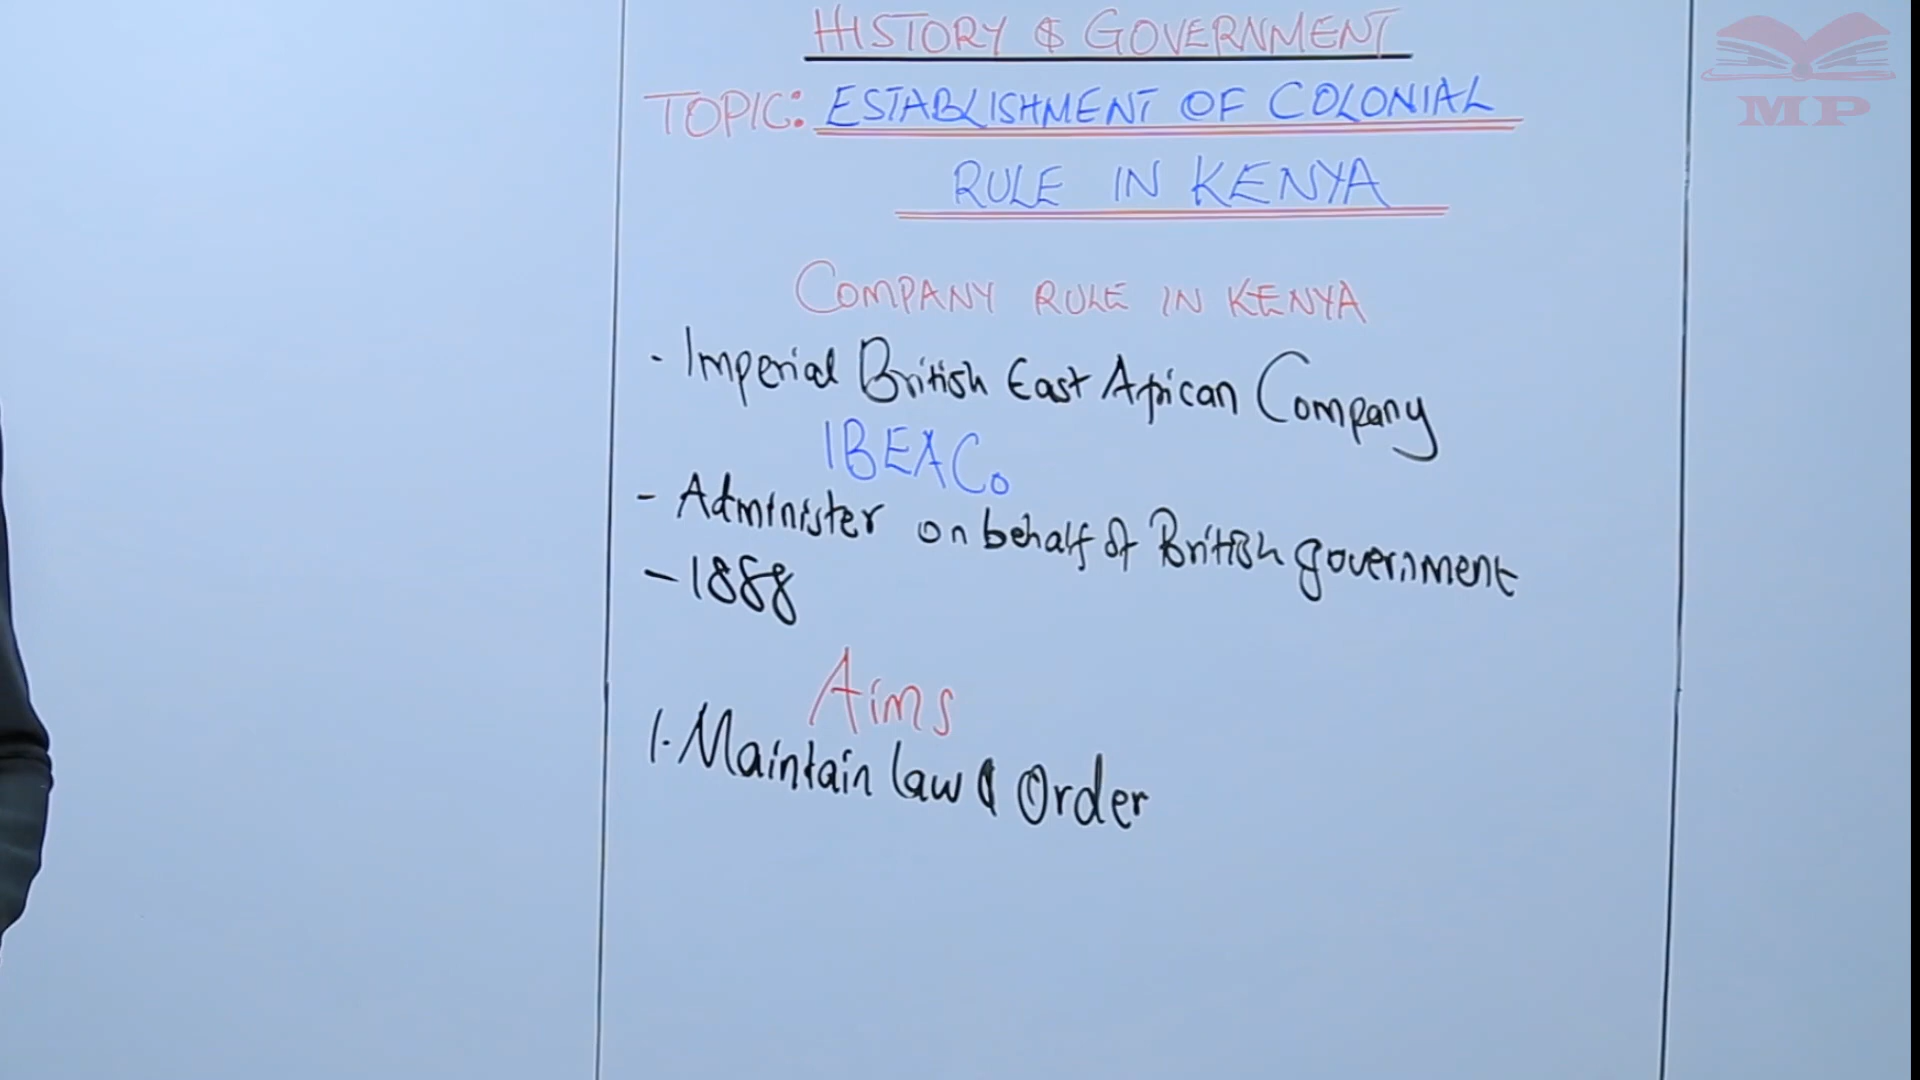 HISTORY & GOVERNMENT
TOPIC: ESTABLISHMENT OF COLONIAL
RULE IN KENYA
COMPANY RULE IN KENYA
- Imperial British East African Company
IBEACo
- Administer on behalf of British government
- 1888
Aims
1. Maintain law & Order
MP